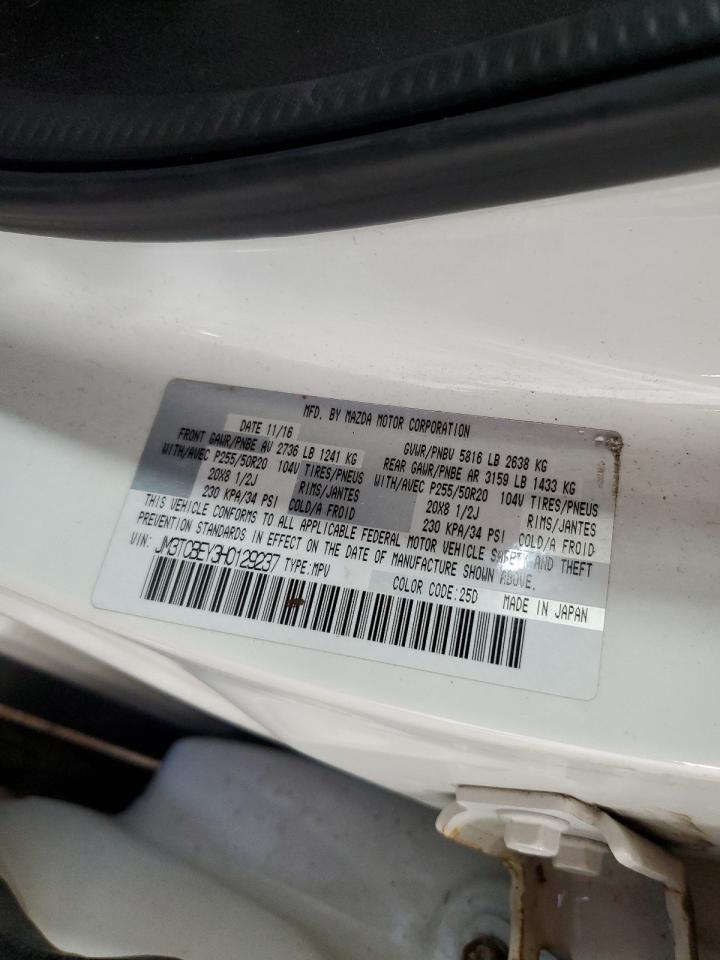 MFD. BY MAZDA MOTOR CORPORATION
DATE 11/16 GVWR/PNBV 5816 LB 2638 KG
FRONT GAWR/PNBE AV 2736 LB 1241 KG REAR GAWR/PNBE AR 3159 LB 1433 KG
WITH/AVEC P255/50R20 104V TIRES/PNEUS WITH/AVEC P255/50R20 104V TIRES/PNEUS
20X8 1/2J RIMS/JANTES 20X8 1/2J RIMS/JANTES
230 KPA/34 PSI COLD/A FROID 230 KPA/34 PSI COLD/A FROID
THIS VEHICLE CONFORMS TO ALL APPLICABLE FEDERAL MOTOR VEHICLE SAFETY AND THEFT
PREVENTION STANDARDS IN EFFECT ON THE DATE OF MANUFACTURE SHOWN ABOVE.
VIN: JM3TCBEY3H0129237 TYPE:MPV
COLOR CODE:25D MADE IN JAPAN